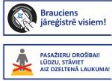 Brauciens
jāreģistrē visiem!
PASAŽIERU DROŠĪBAI!
LŪDZU, STĀVIET
AIZ DZELTENĀ LAUKUMA!